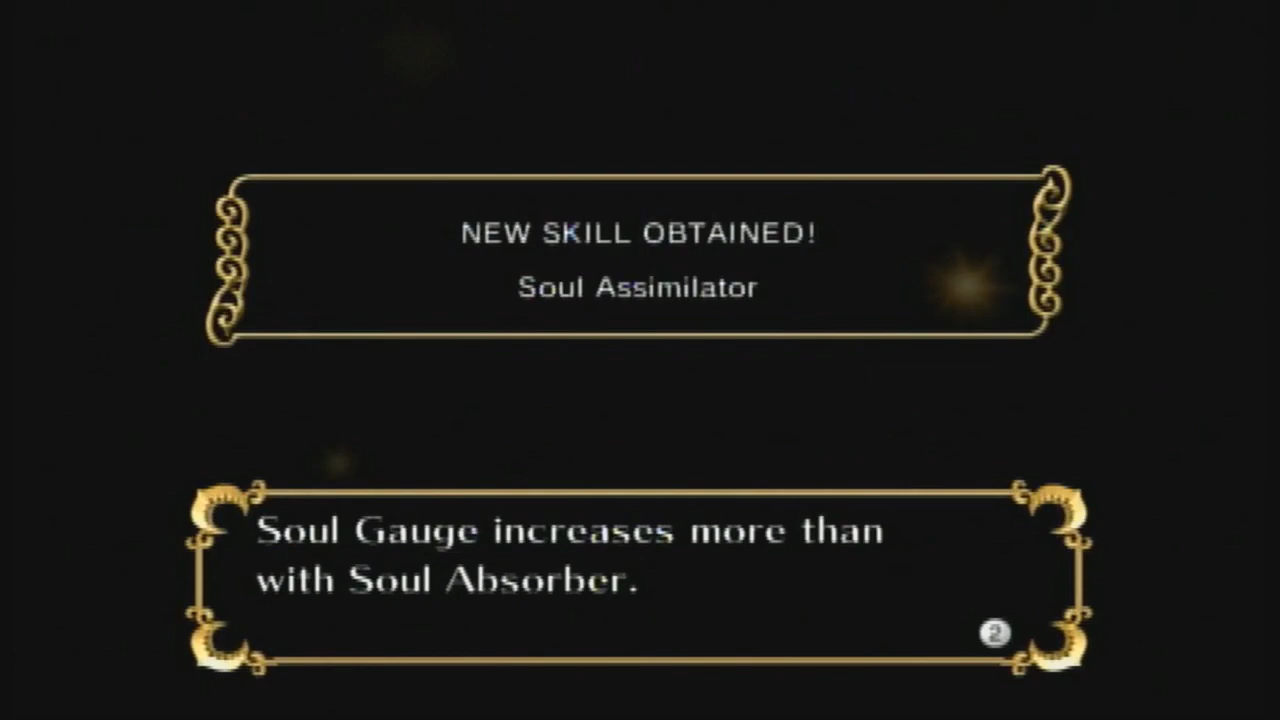 NEW SKILL OBTAINED!
Soul Assimilator
Soul Gauge increases more than
with Soul Absorber.
2